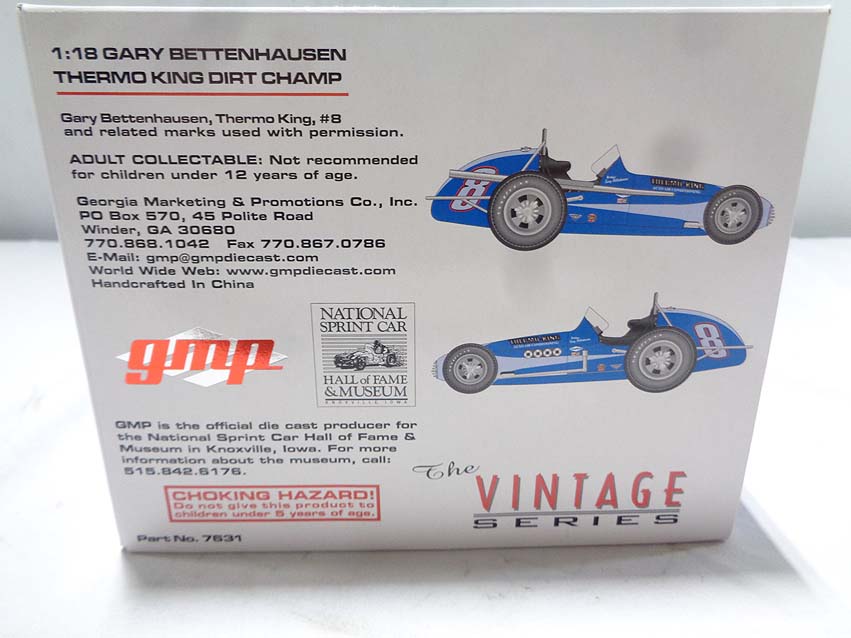 1:18 GARY BETTENHAUSEN
THERMO KING DIRT CHAMP
Gary Bettenhausen, Thermo King, #8
and related marks used with permission.
ADULT COLLECTABLE: Not recommended
for children under 12 years of age.
Georgia Marketing & Promotions Co., Inc.
PO Box 570, 45 Polite Road
Winder, GA 30680
770.868.1042 Fax 770.867.0786
E-Mail: gmp@gmpdiecast.com
World Wide Web: www.gmpdiecast.com
Handcrafted In China
gmp
NATIONAL
SPRINT CAR
HALL of FAME
& MUSEUM
KNOXVILLE, IOWA
GMP is the official die cast producer for
the National Sprint Car Hall of Fame &
Museum in Knoxville, Iowa. For more
information about the museum, call:
515.842.6176.
CHOKING HAZARD!
Do not give this product to
children under 5 years of age.
Part No. 7631
8
8
The
VINTAGE
SERIES